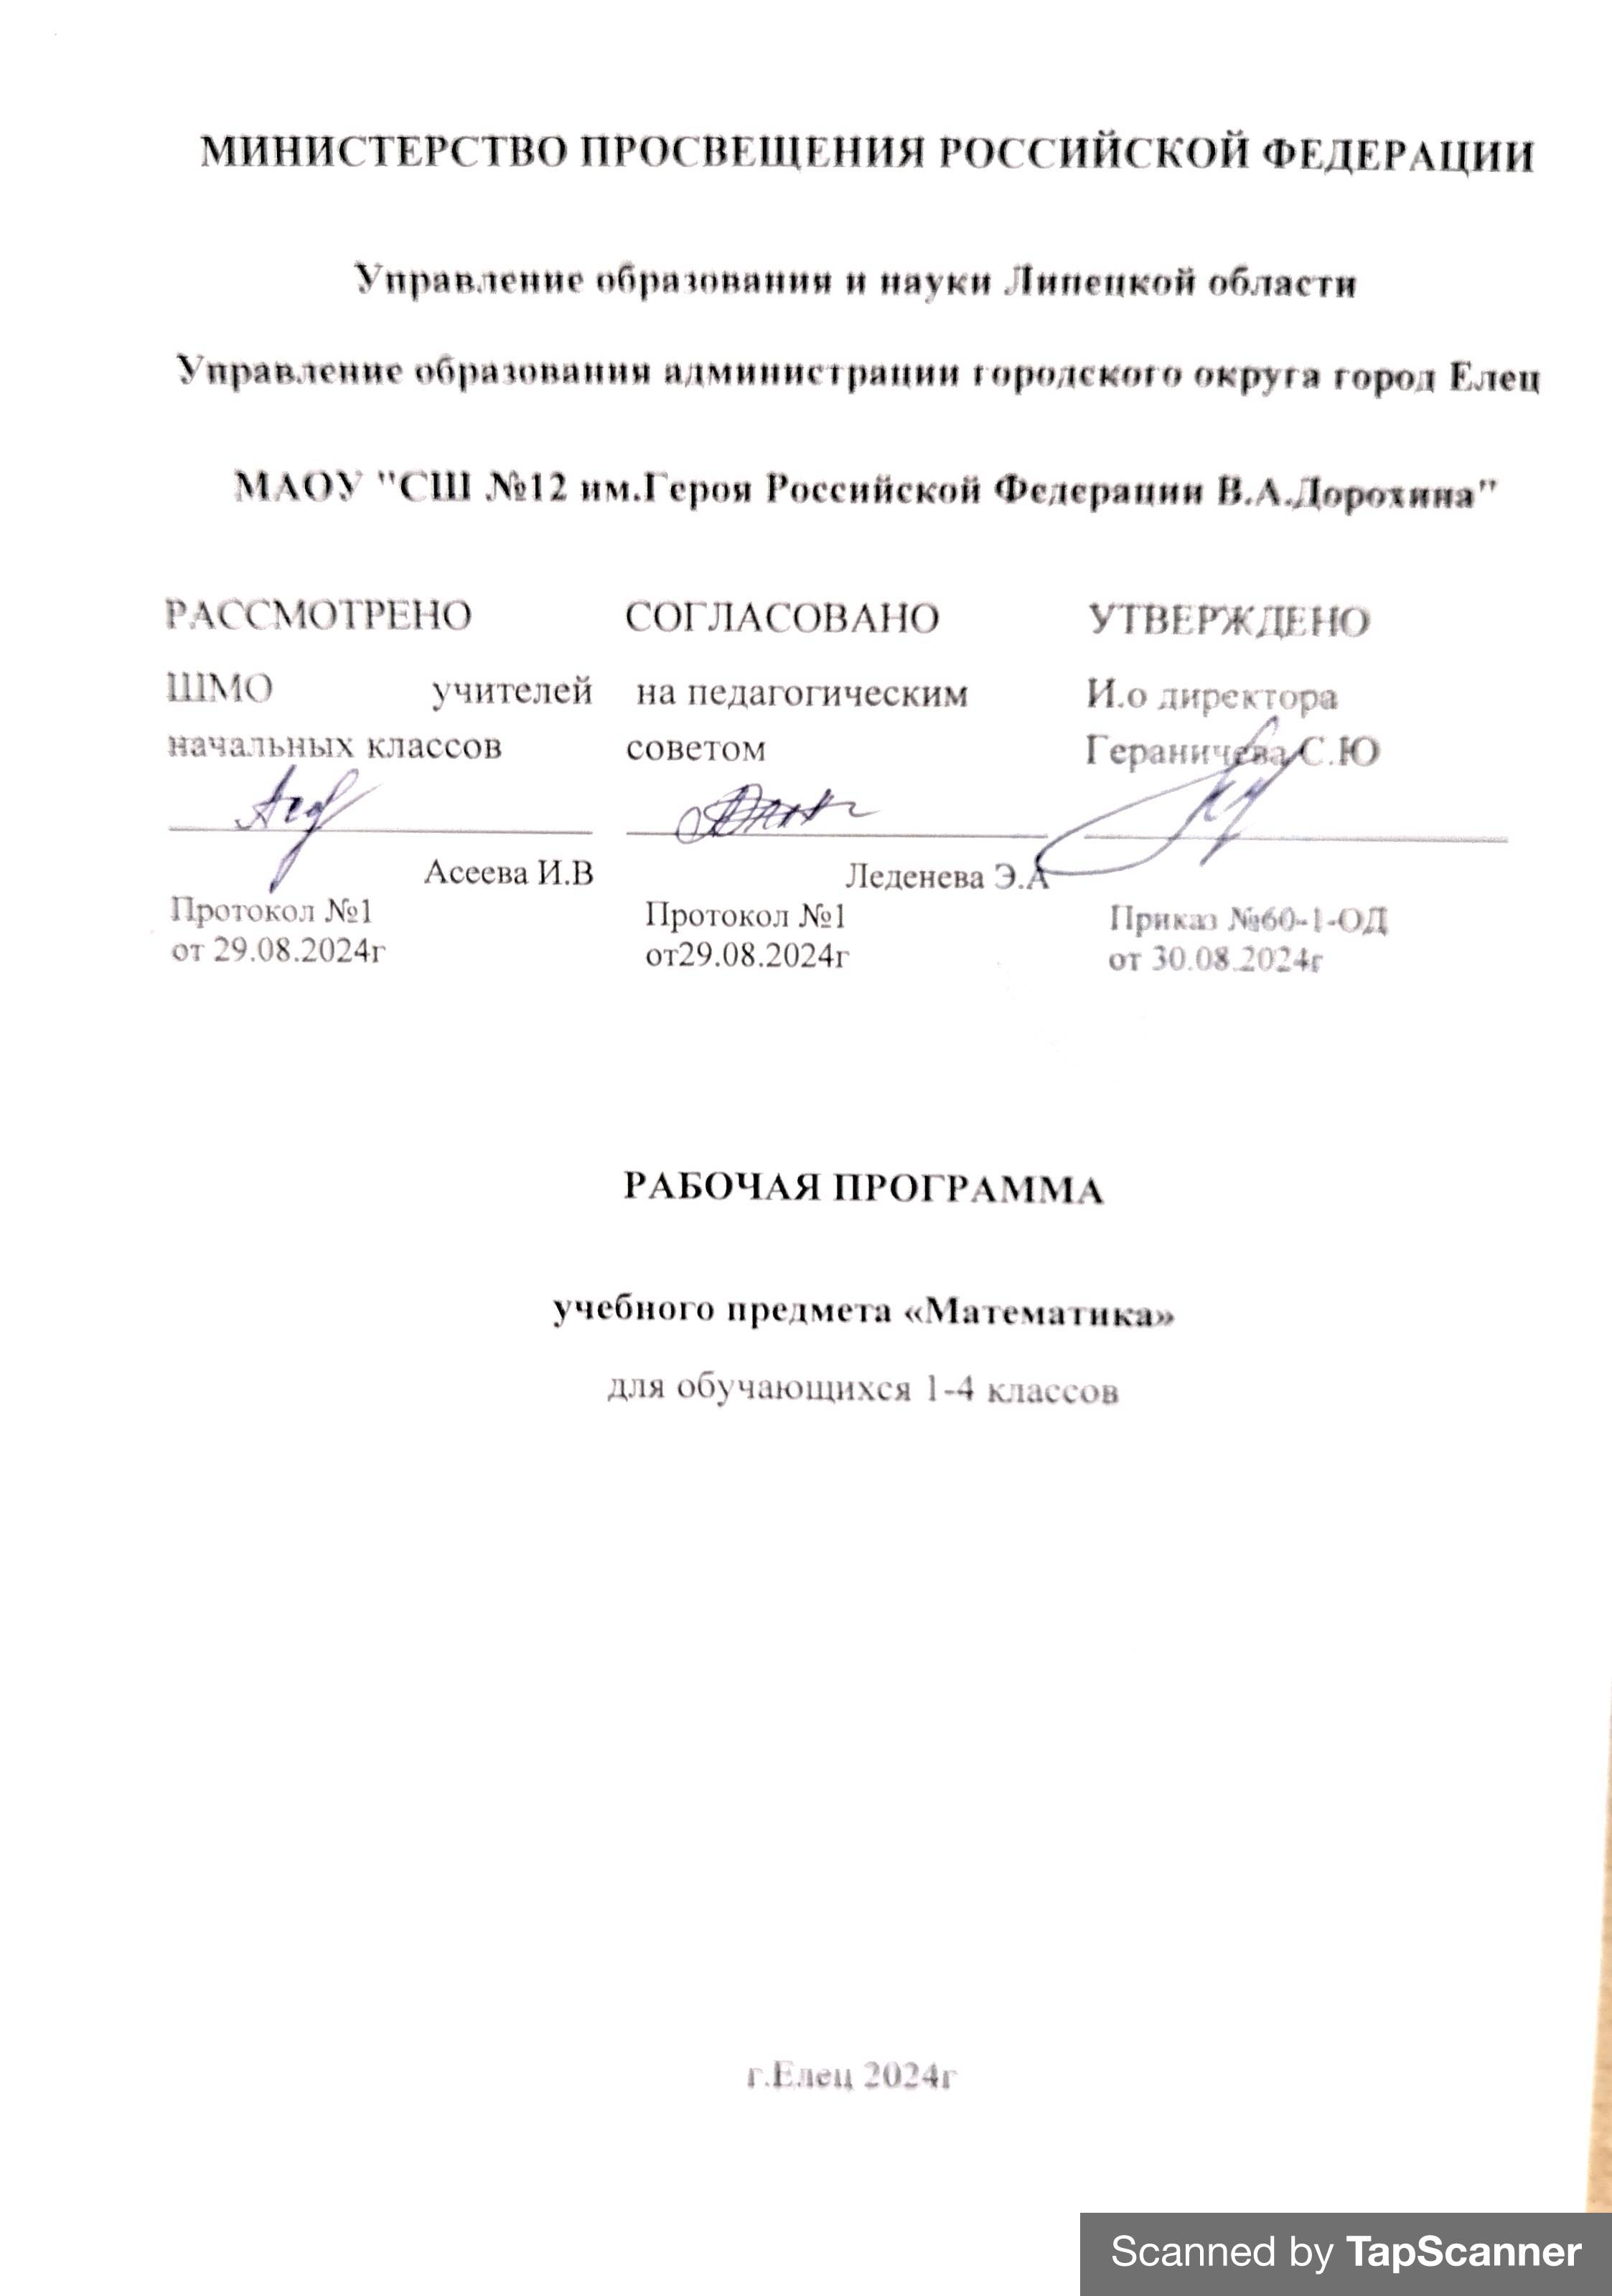 МИНИСТЕРСТВО ПРОСВЕЩЕНИЯ РОССИЙСКОЙ ФЕДЕРАЦИИ
Управление образования и науки Липецкой области
Управление образования администрации городского округа город Елец
МАОУ "СШ №12 им.Героя Российской Федерации В.А.Дорохина"
РАССМОТРЕНО
ШМО учителей
начальных классов
Асеева И.В
Протокол №1
от 29.08.2024г
СОГЛАСОВАНО
на педагогическим
советом
Леденева Э.А
Протокол №1
от29.08.2024г
УТВЕРЖДЕНО
И.о директора
Гераничева С.Ю
Приказ №60-1-ОД
от 30.08.2024г
РАБОЧАЯ ПРОГРАММА
учебного предмета «Математика»
для обучающихся 1-4 классов
г.Елец 2024г
Scanned by TapScanner